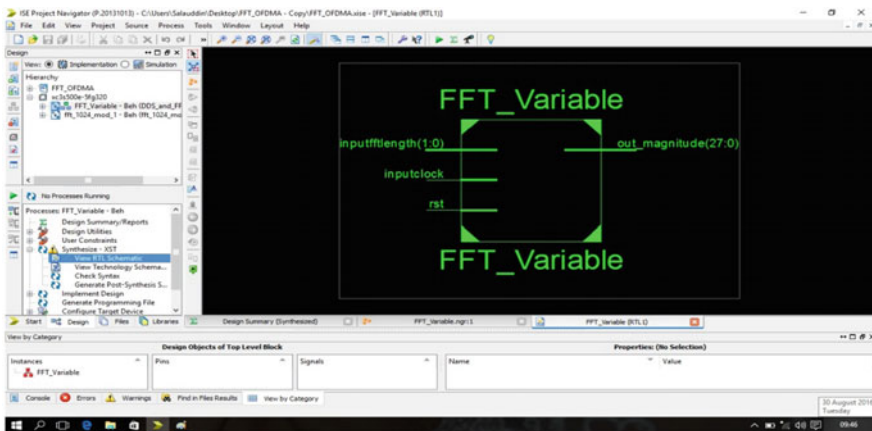 ISE Project Navigator (P.20131013) - C:\Users\Salauddin\Desktop\FFT_OFDMA - Copy\FFT_OFDMA.xise - [FFT_Variable (RTL1)]
File Edit View Project Source Process Tools Window Layout Help
Design
View: Implementation Simulation
Hierarchy
FFT_OFDMA
xc3s500e-5fg320
FFT_Variable - Beh (DDS_and_FF
fft_1024_mod_1 - Beh (fft_1024_mo
No Processes Running
Processes: FFT_Variable - Beh
Design Summary/Reports
Design Utilities
User Constraints
Synthesize - XST
View RTL Schematic
View Technology Schema...
Check Syntax
Generate Post-Synthesis S...
Implement Design
Generate Programming File
Configure Target Device
Start Design Files Libraries
FFT_Variable
inputfftlength(1:0)
out_magnitude(27:0)
inputclock
rst
FFT_Variable
Design Summary (Synthesized) FFT_Variable.ngr:1 FFT_Variable (RTL1)
View by Category
Design Objects of Top Level Block Properties: (No Selection)
Instances Pins Signals Name Value
FFT_Variable
Console Errors Warnings Find in Files Results View by Category
30 August 2016
Tuesday
09:46